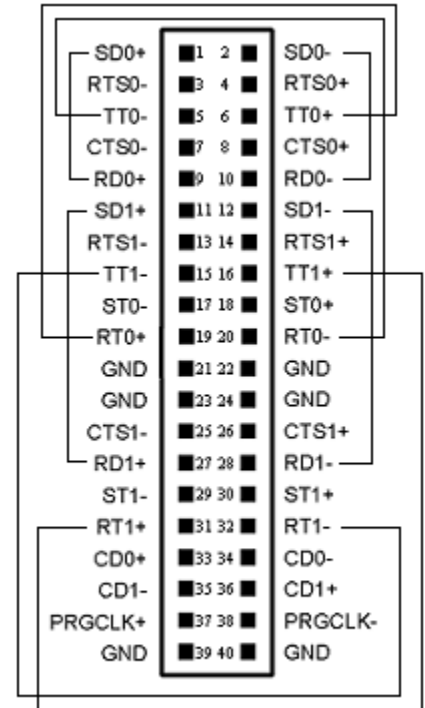 SD0+ 1 2 SD0-
RTS0- 3 4 RTS0+
TT0- 5 6 TT0+
CTS0- 7 8 CTS0+
RD0+ 9 10 RD0-
SD1+ 11 12 SD1-
RTS1- 13 14 RTS1+
TT1- 15 16 TT1+
ST0- 17 18 ST0+
RT0+ 19 20 RT0-
GND 21 22 GND
GND 23 24 GND
CTS1- 25 26 CTS1+
RD1+ 27 28 RD1-
ST1- 29 30 ST1+
RT1+ 31 32 RT1-
CD0+ 33 34 CD0-
CD1- 35 36 CD1+
PRGCLK+ 37 38 PRGCLK-
GND 39 40 GND